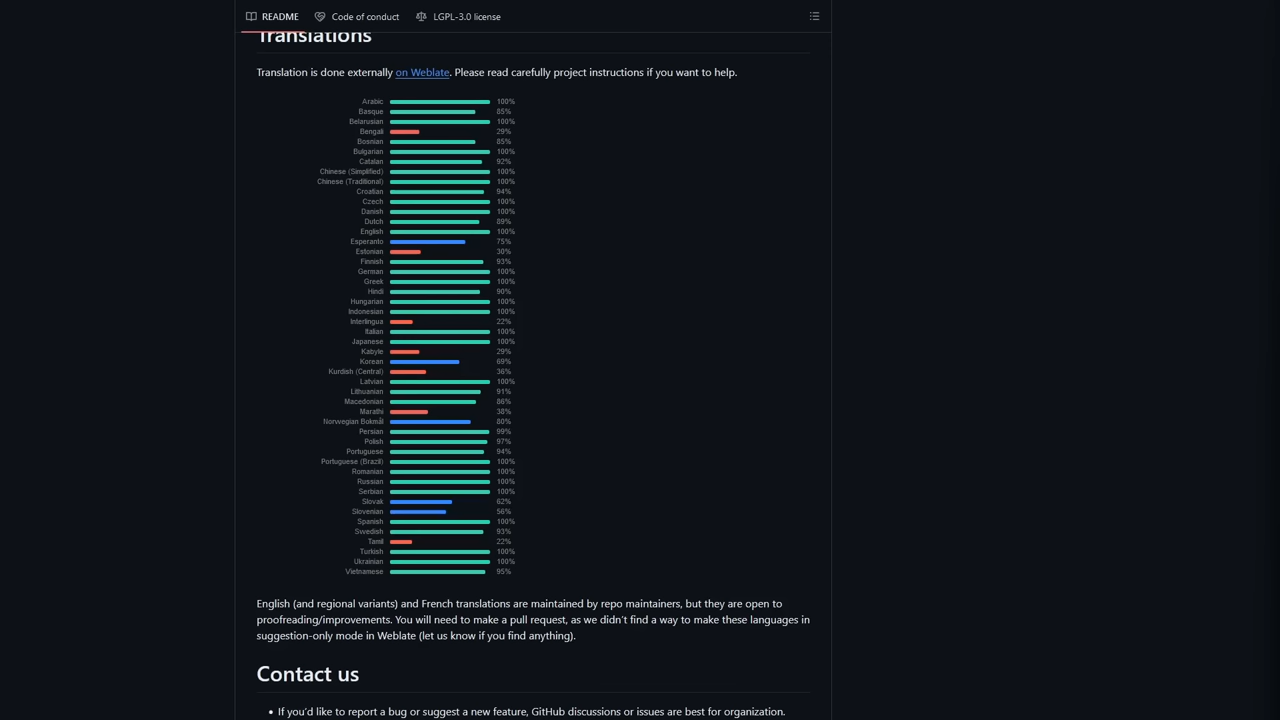 README
Code of conduct
LGPL-3.0 license
Translations
Translation is done externally on Weblate. Please read carefully project instructions if you want to help.
Arabic 100%
Basque 85%
Belarusian 100%
Bengali 29%
Bosnian 85%
Bulgarian 100%
Catalan 92%
Chinese (Simplified) 100%
Chinese (Traditional) 100%
Croatian 94%
Czech 100%
Danish 100%
Dutch 89%
English 100%
Esperanto 75%
Estonian 30%
Finnish 93%
German 100%
Greek 100%
Hindi 90%
Hungarian 100%
Indonesian 100%
Interlingua 22%
Italian 100%
Japanese 100%
Kabyle 29%
Korean 69%
Kurdish (Central) 36%
Latvian 100%
Lithuanian 91%
Macedonian 86%
Marathi 38%
Norwegian Bokmål 80%
Persian 99%
Polish 97%
Portuguese 94%
Portuguese (Brazil) 100%
Romanian 100%
Russian 100%
Serbian 100%
Slovak 62%
Slovenian 56%
Spanish 100%
Swedish 93%
Tamil 22%
Turkish 100%
Ukrainian 100%
Vietnamese 95%
English (and regional variants) and French translations are maintained by repo maintainers, but they are open to
proofreading/improvements. You will need to make a pull request, as we didn't find a way to make these languages in
suggestion-only mode in Weblate (let us know if you find anything).
Contact us
• If you'd like to report a bug or suggest a new feature, GitHub discussions or issues are best for organization.